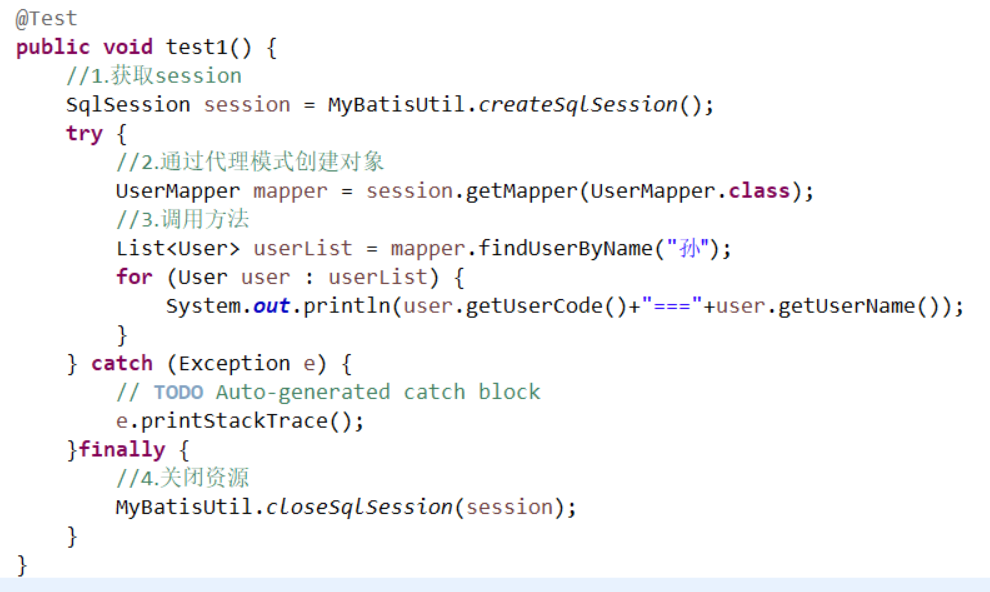 @Test
public void test1() {
    //1.获取session
    SqlSession session = MyBatisUtil.createSqlSession();
    try {
        //2.通过代理模式创建对象
        UserMapper mapper = session.getMapper(UserMapper.class);
        //3.调用方法
        List<User> userList = mapper.findUserByName("孙");
        for (User user : userList) {
            System.out.println(user.getUserCode()+"==="+user.getUserName());
        }
    } catch (Exception e) {
        // TODO Auto-generated catch block
        e.printStackTrace();
    }finally {
        //4.关闭资源
        MyBatisUtil.closeSqlSession(session);
    }
}